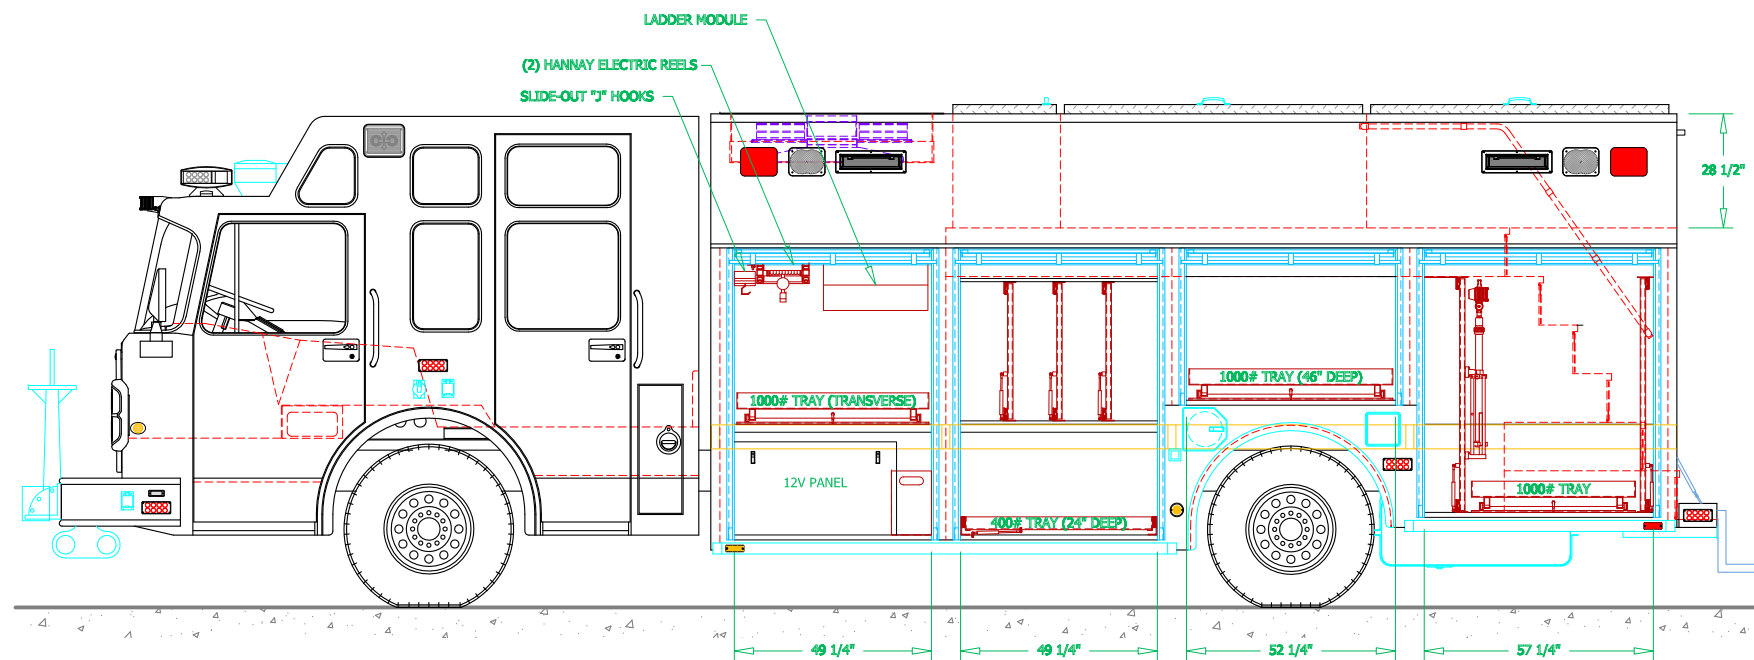 LADDER MODULE
(2) HANNAY ELECTRIC REELS
SLIDE-OUT "J" HOOKS
28 1/2"
1000# TRAY (46" DEEP)
1000# TRAY (TRANSVERSE)
12V PANEL
1000# TRAY
400# TRAY (24" DEEP)
49 1/4"
49 1/4"
52 1/4"
57 1/4"